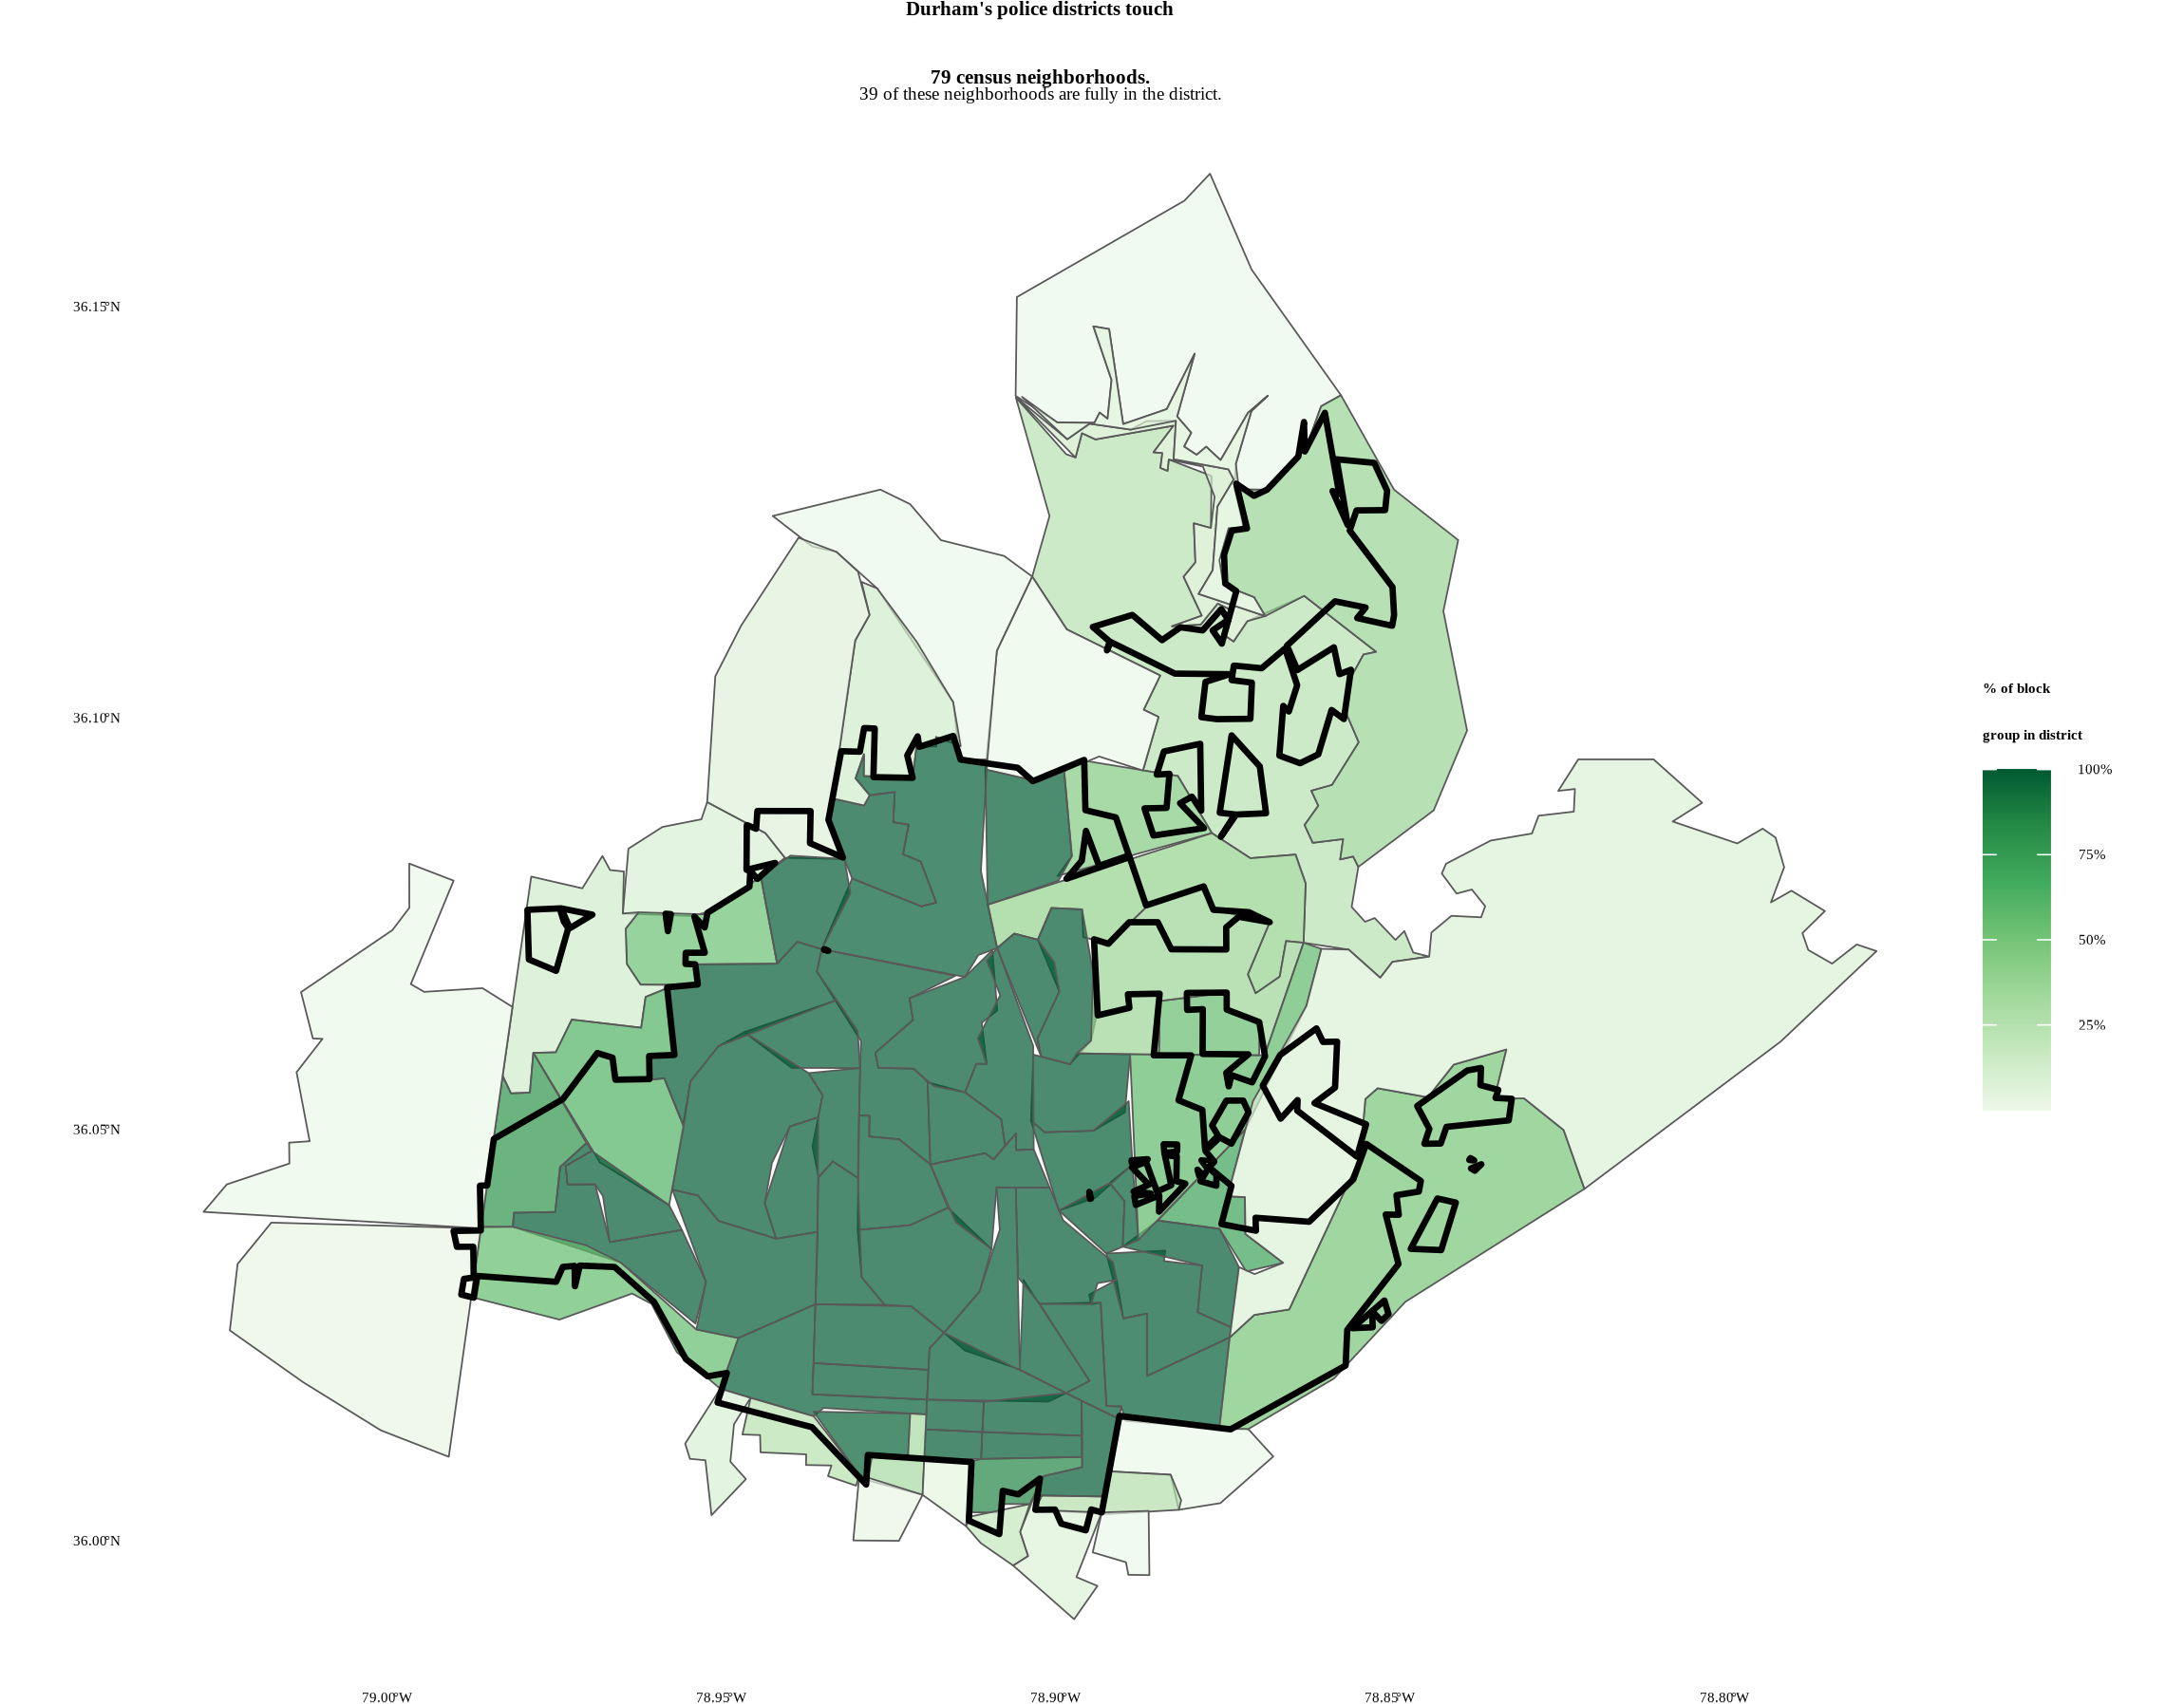 Durham's police districts touch
79 census neighborhoods.
39 of these neighborhoods are fully in the district.
36.15°N
36.10°N
36.05°N
36.00°N
% of block
group in district
100%
75%
50%
25%
79.00°W
78.95°W
78.90°W
78.85°W
78.80°W